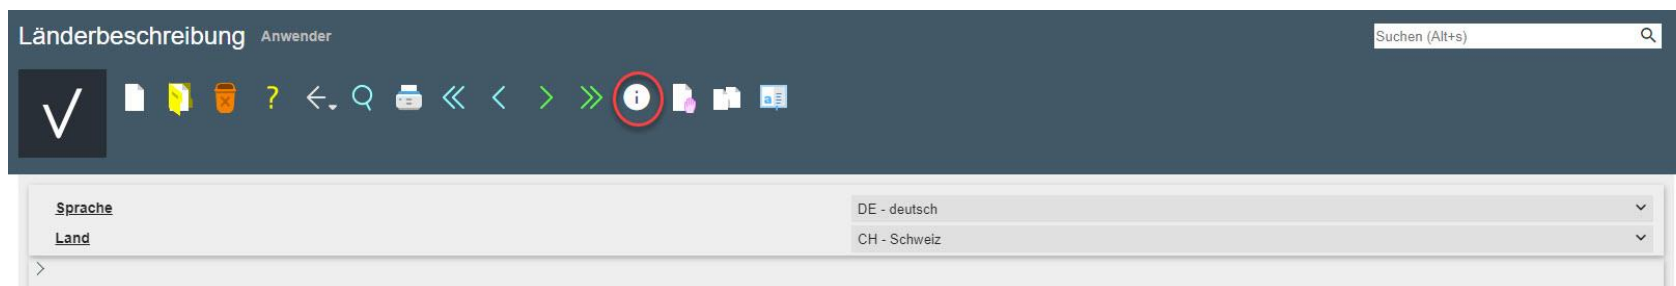 Länderbeschreibung Anwender
Suchen (Alt+s)
Sprache DE - deutsch
Land CH - Schweiz